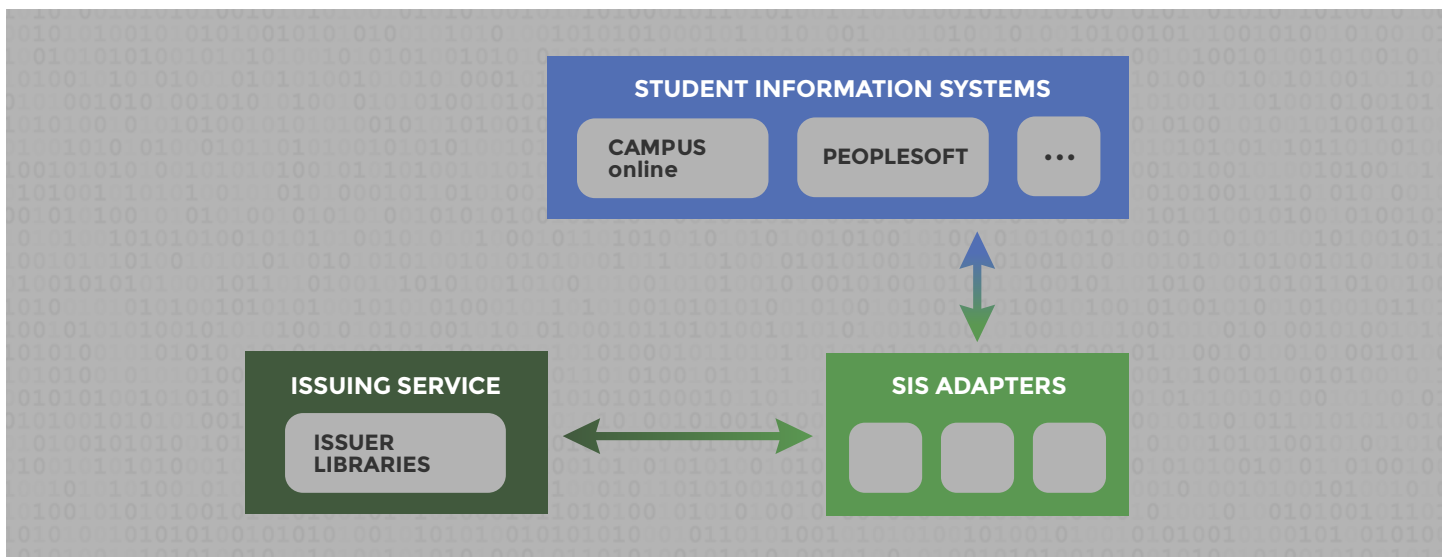 STUDENT INFORMATION SYSTEMS
CAMPUS
online
PEOPLESOFT
...
ISSUING SERVICE
ISSUER
LIBRARIES
SIS ADAPTERS